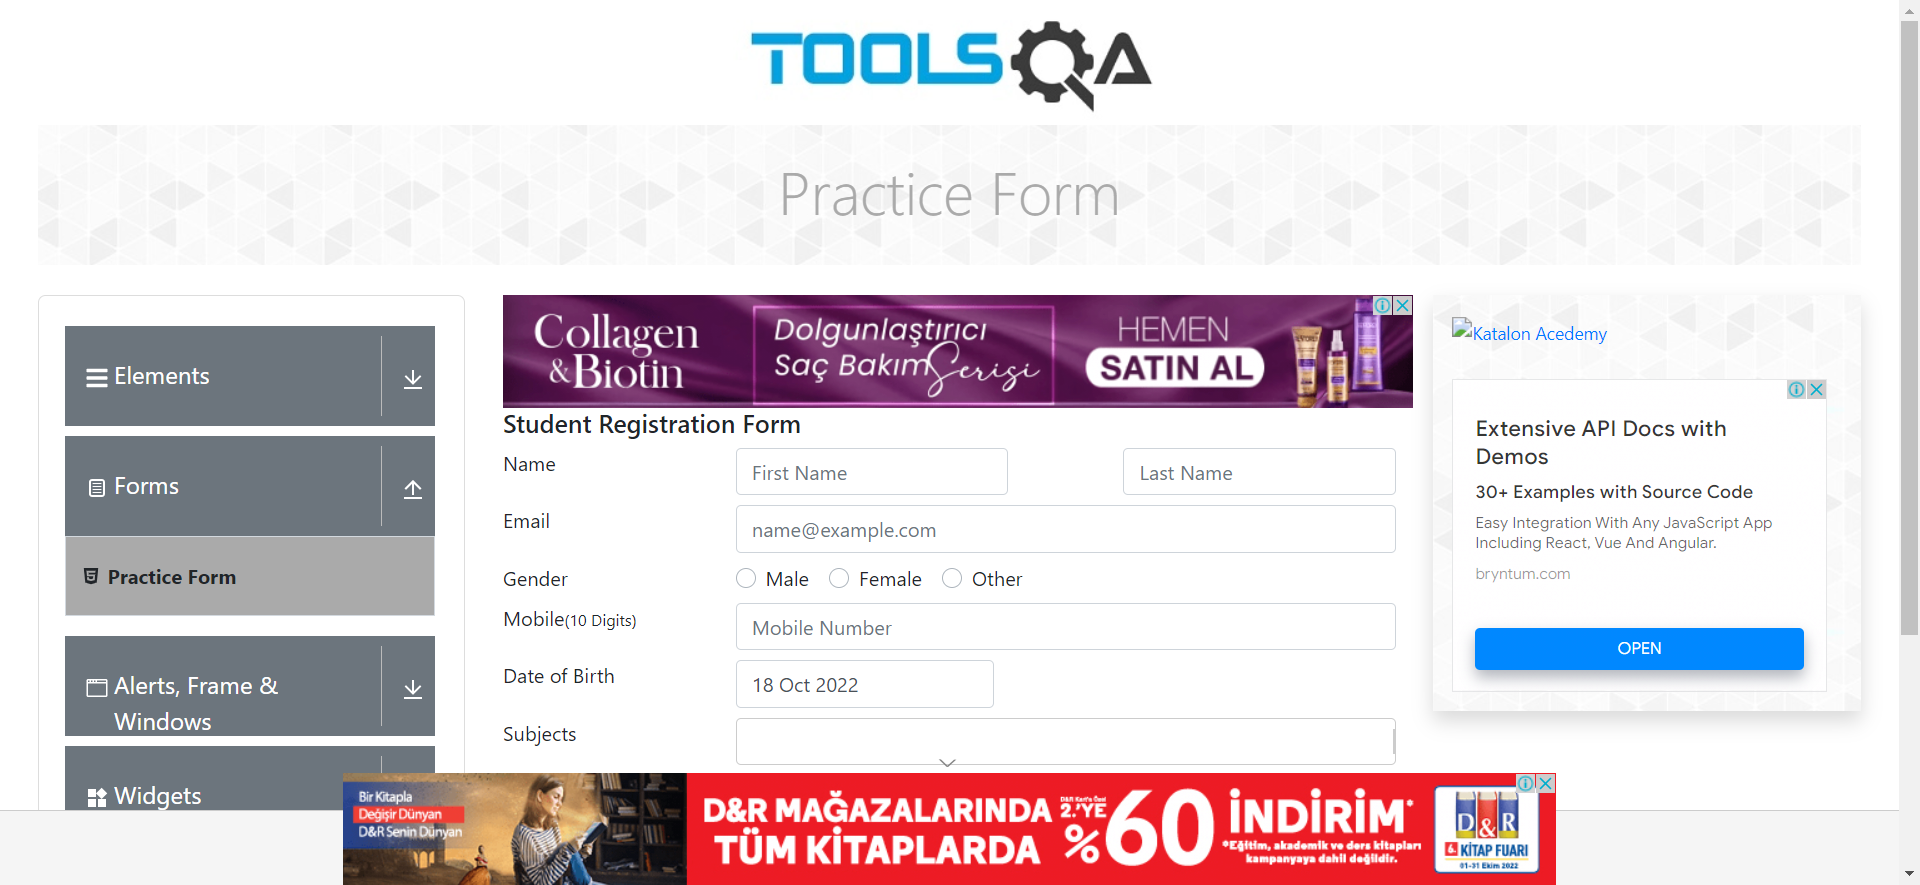 TOOLSQA
Practice Form
Elements
Forms
Practice Form
Alerts, Frame &
Windows
Widgets
Collagen
&Biotin
Dolgunlaştırıcı
Saç Bakım Serisi
HEMEN
SATIN AL
Student Registration Form
Name
First Name
Last Name
Email
name@example.com
Gender
Male
Female
Other
Mobile(10 Digits)
Mobile Number
Date of Birth
18 Oct 2022
Subjects
Katalon Acedemy
Extensive API Docs with
Demos
30+ Examples with Source Code
Easy Integration With Any JavaScript App
Including React, Vue And Angular.
bryntum.com
OPEN
Bir Kitapla
Değişir Dünyan
D&R Senin Dünyan
D&R MAĞAZALARINDA
TÜM KİTAPLARDA
D&R Kart'a Özel
2.'YE
%60
İNDİRİM*
*Eğitim, akademik ve ders kitapları
kampanyaya dahil değildir.
D&R
6. KİTAP FUARI
01-31 Ekim 2022